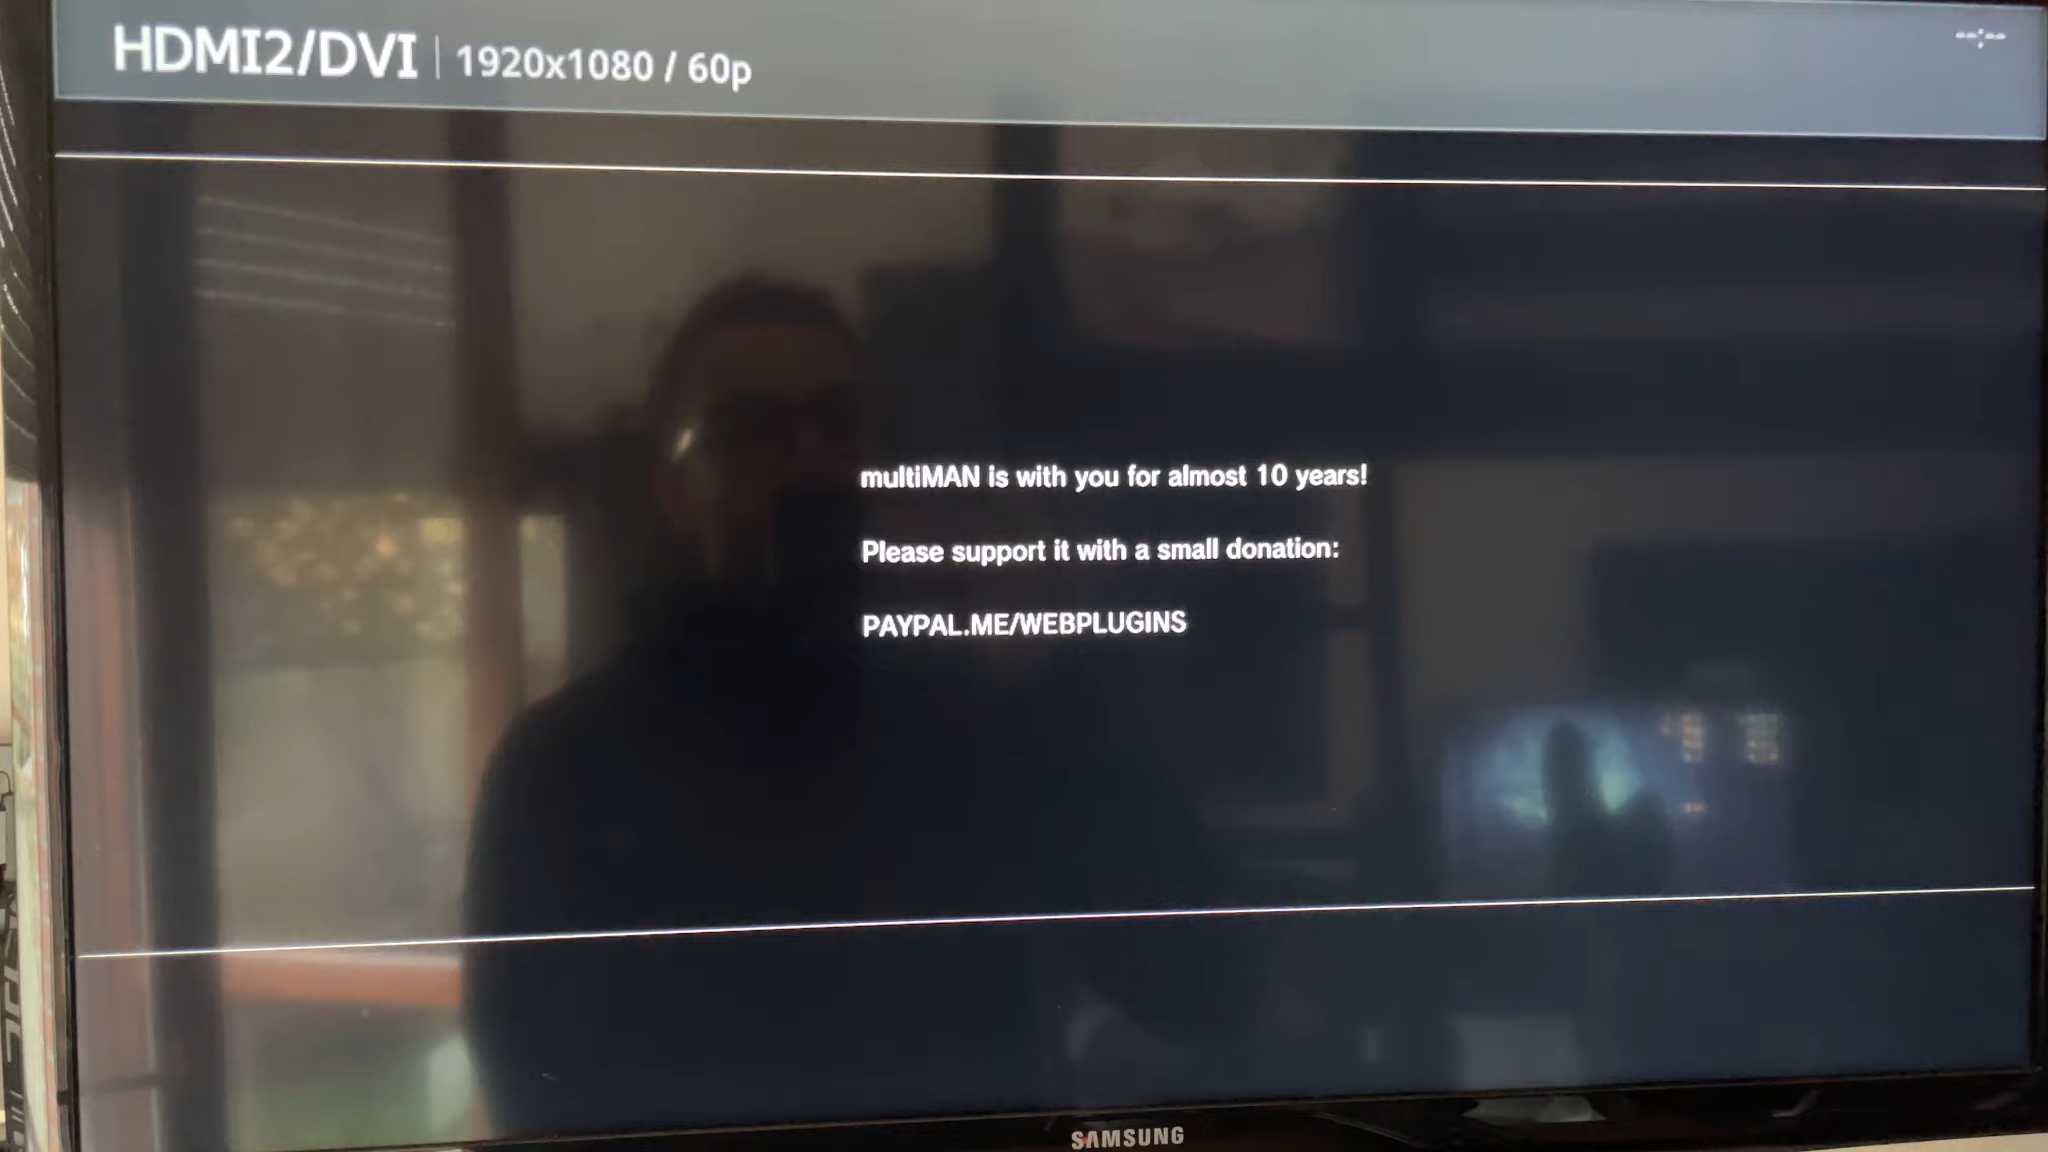 HDMI2/DVI | 1920x1080 / 60p
--:--
multiMAN is with you for almost 10 years!
Please support it with a small donation:
PAYPAL.ME/WEBPLUGINS
SAMSUNG